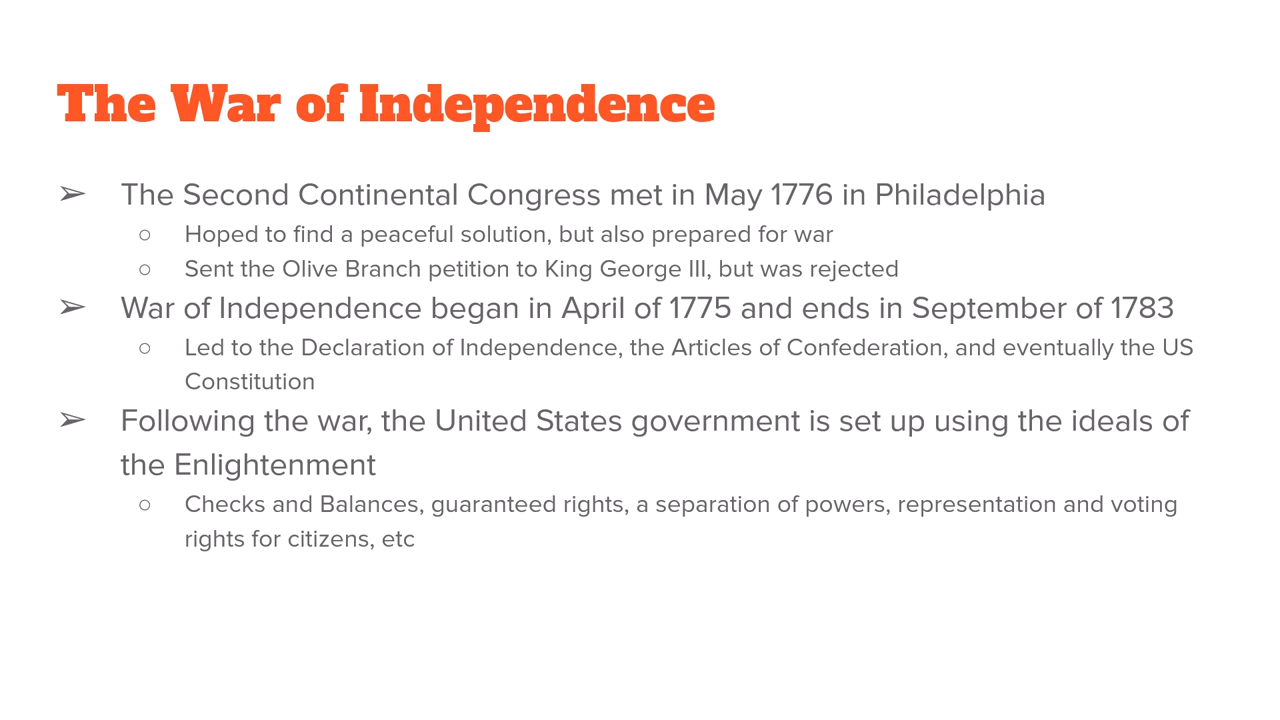 The War of Independence
➢ The Second Continental Congress met in May 1776 in Philadelphia
○ Hoped to find a peaceful solution, but also prepared for war
○ Sent the Olive Branch petition to King George III, but was rejected
➢ War of Independence began in April of 1775 and ends in September of 1783
○ Led to the Declaration of Independence, the Articles of Confederation, and eventually the US
Constitution
➢ Following the war, the United States government is set up using the ideals of
the Enlightenment
○ Checks and Balances, guaranteed rights, a separation of powers, representation and voting
rights for citizens, etc